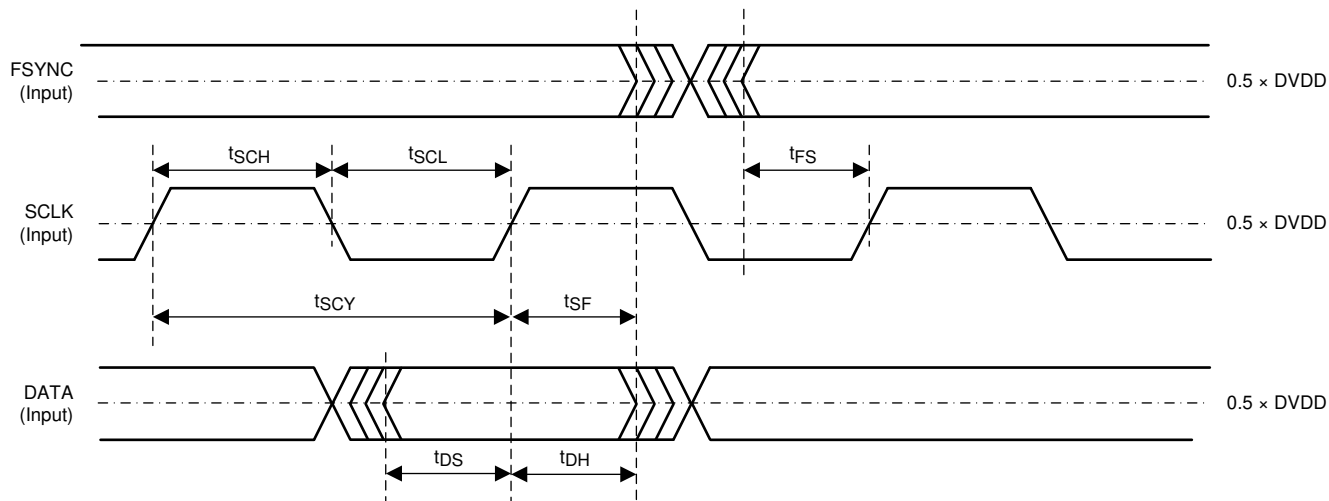 FSYNC
(Input)
0.5 × DVDD
tSCH
tSCL
tFS
SCLK
(Input)
0.5 × DVDD
tSCY
tSF
DATA
(Input)
0.5 × DVDD
tDS
tDH